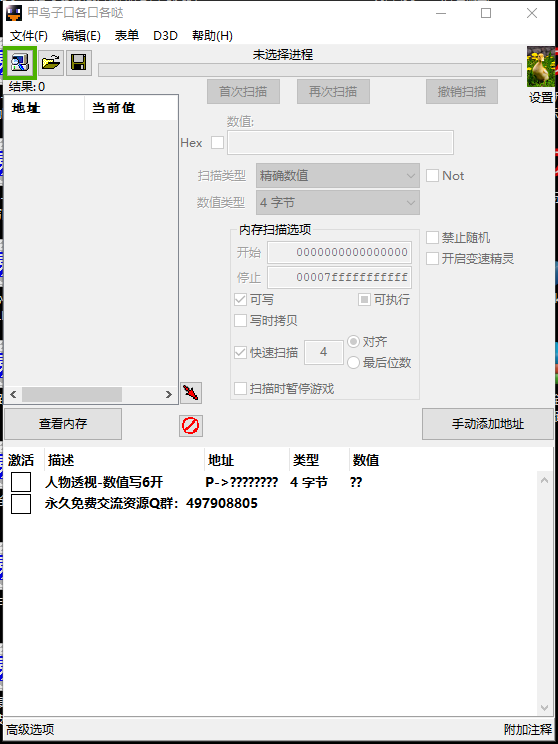 甲鸟子口各口各哒
文件(F) 编辑(E) 表单 D3D 帮助(H)
未选择进程
结果: 0
设置
地址 当前值
首次扫描 再次扫描 撤销扫描
数值:
Hex
扫描类型 精确数值 Not
数值类型 4 字节
内存扫描选项
开始 0000000000000000
停止 00007fffffffffff
禁止随机
开启变速精灵
可写 可执行
写时拷贝
快速扫描 4 对齐
最后位数
扫描时暂停游戏
查看内存 手动添加地址
激活 描述 地址 类型 数值
人物透视-数值写6开 P->???????? 4 字节 ??
永久免费交流资源Q群：497908805
高级选项 附加注释